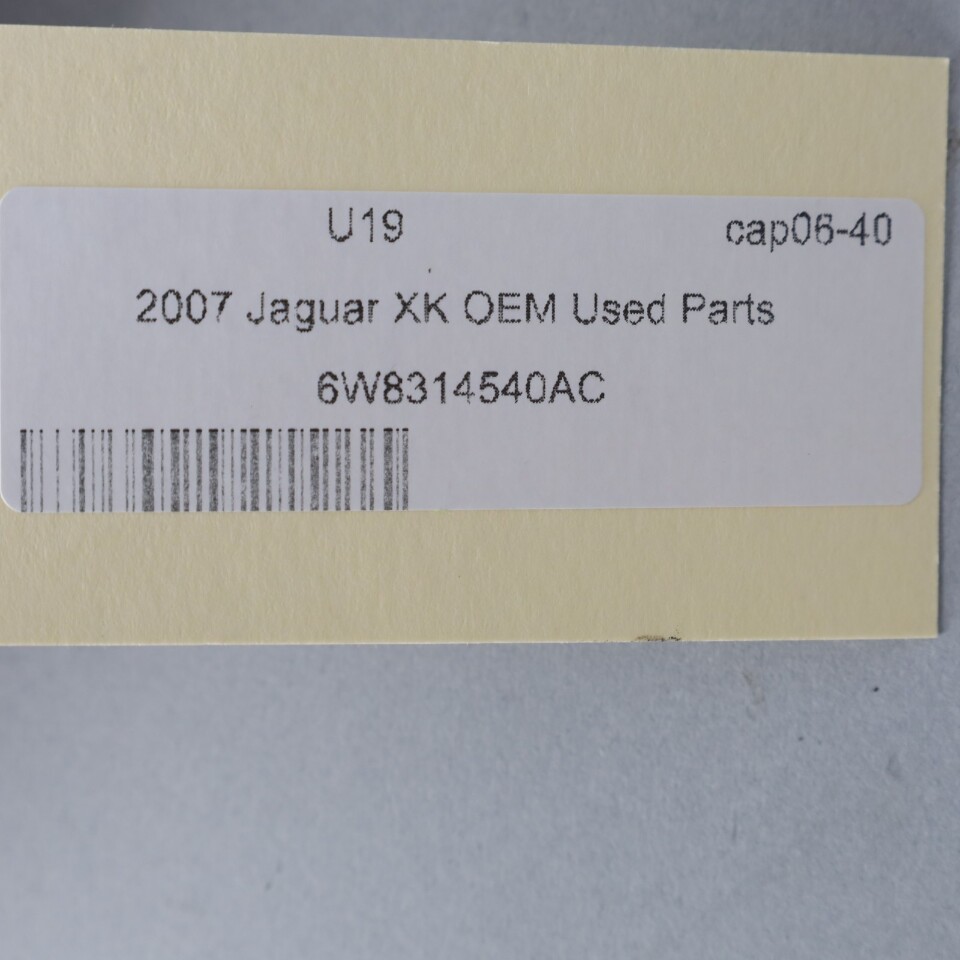 U19 cap06-40
2007 Jaguar XK OEM Used Parts
6W8314540AC